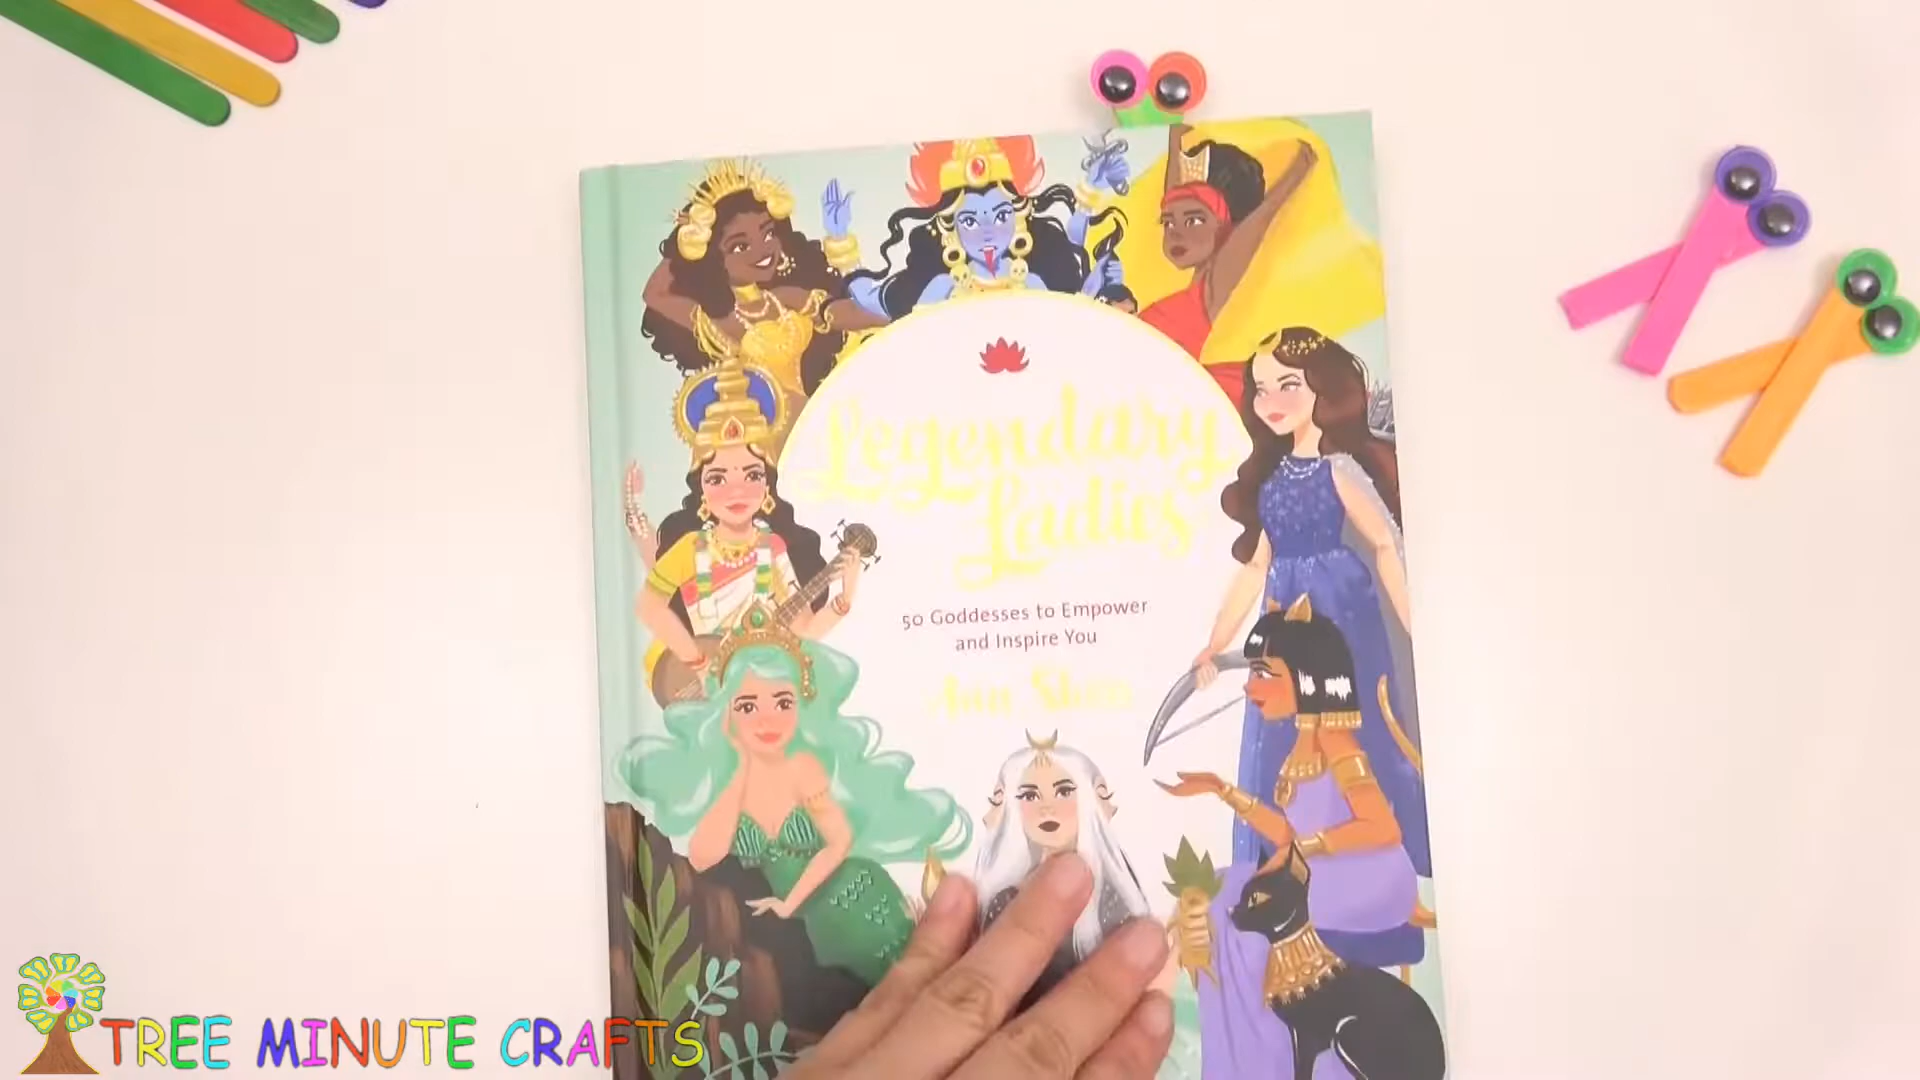 Legendary
Ladies
50 Goddesses to Empower
and Inspire You
Ann Shen
TREE MINUTE CRAFTS